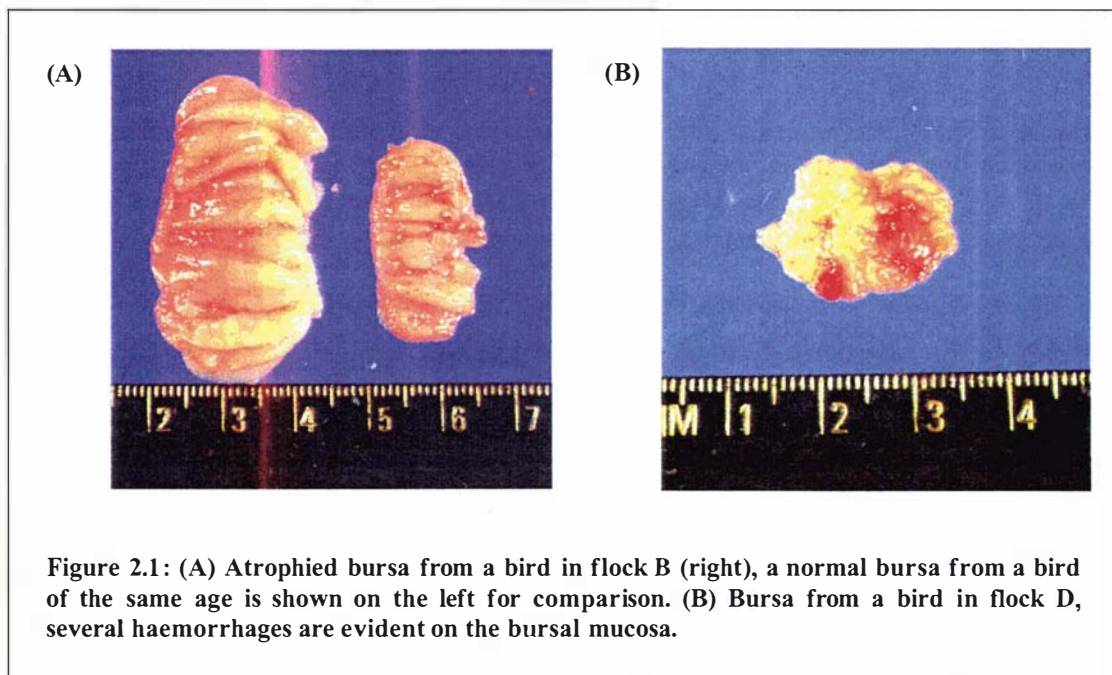 (A)
(B)
2 3 4 5 6 7
M 1 2 3 4
Figure 2.1: (A) Atrophied bursa from a bird in flock B (right), a normal bursa from a bird
of the same age is shown on the left for comparison. (B) Bursa from a bird in flock D,
several haemorrhages are evident on the bursal mucosa.